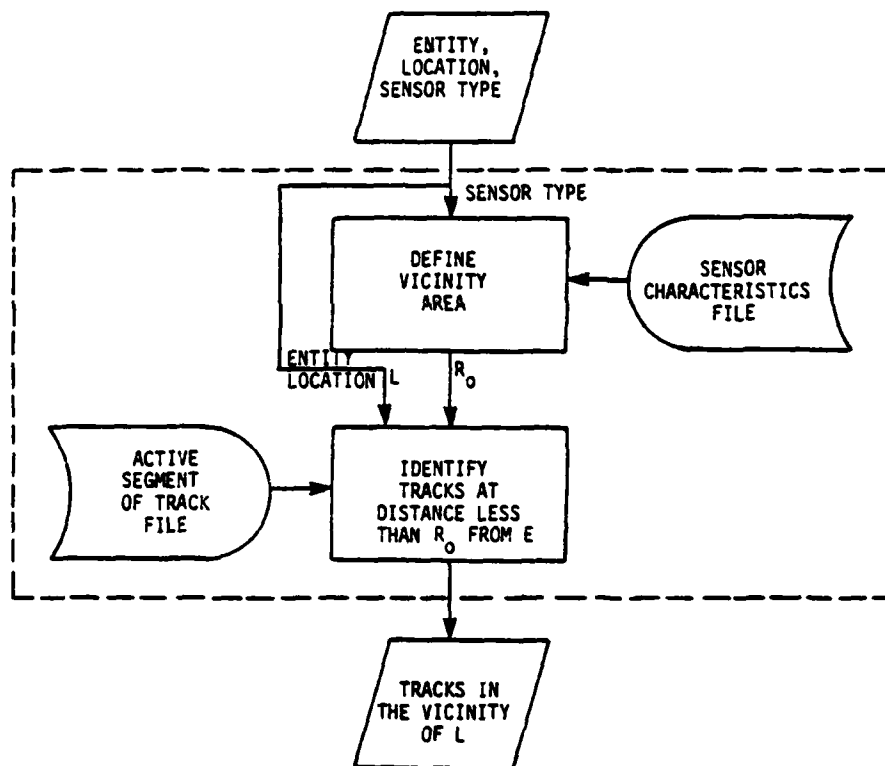 ENTITY,
LOCATION,
SENSOR TYPE
SENSOR TYPE
DEFINE
VICINITY
AREA
SENSOR
CHARACTERISTICS
FILE
ENTITY
LOCATION L
R₀
ACTIVE
SEGMENT
OF TRACK
FILE
IDENTIFY
TRACKS AT
DISTANCE LESS
THAN R₀ FROM E
TRACKS IN
THE VICINITY
OF L